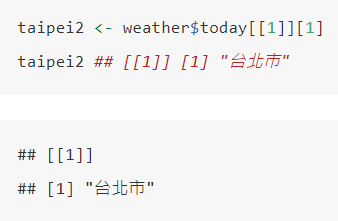 taipei2 <- weather$today[[1]][1]
taipei2 ## [[1]] [1] "台北市"
## [[1]]
## [1] "台北市"